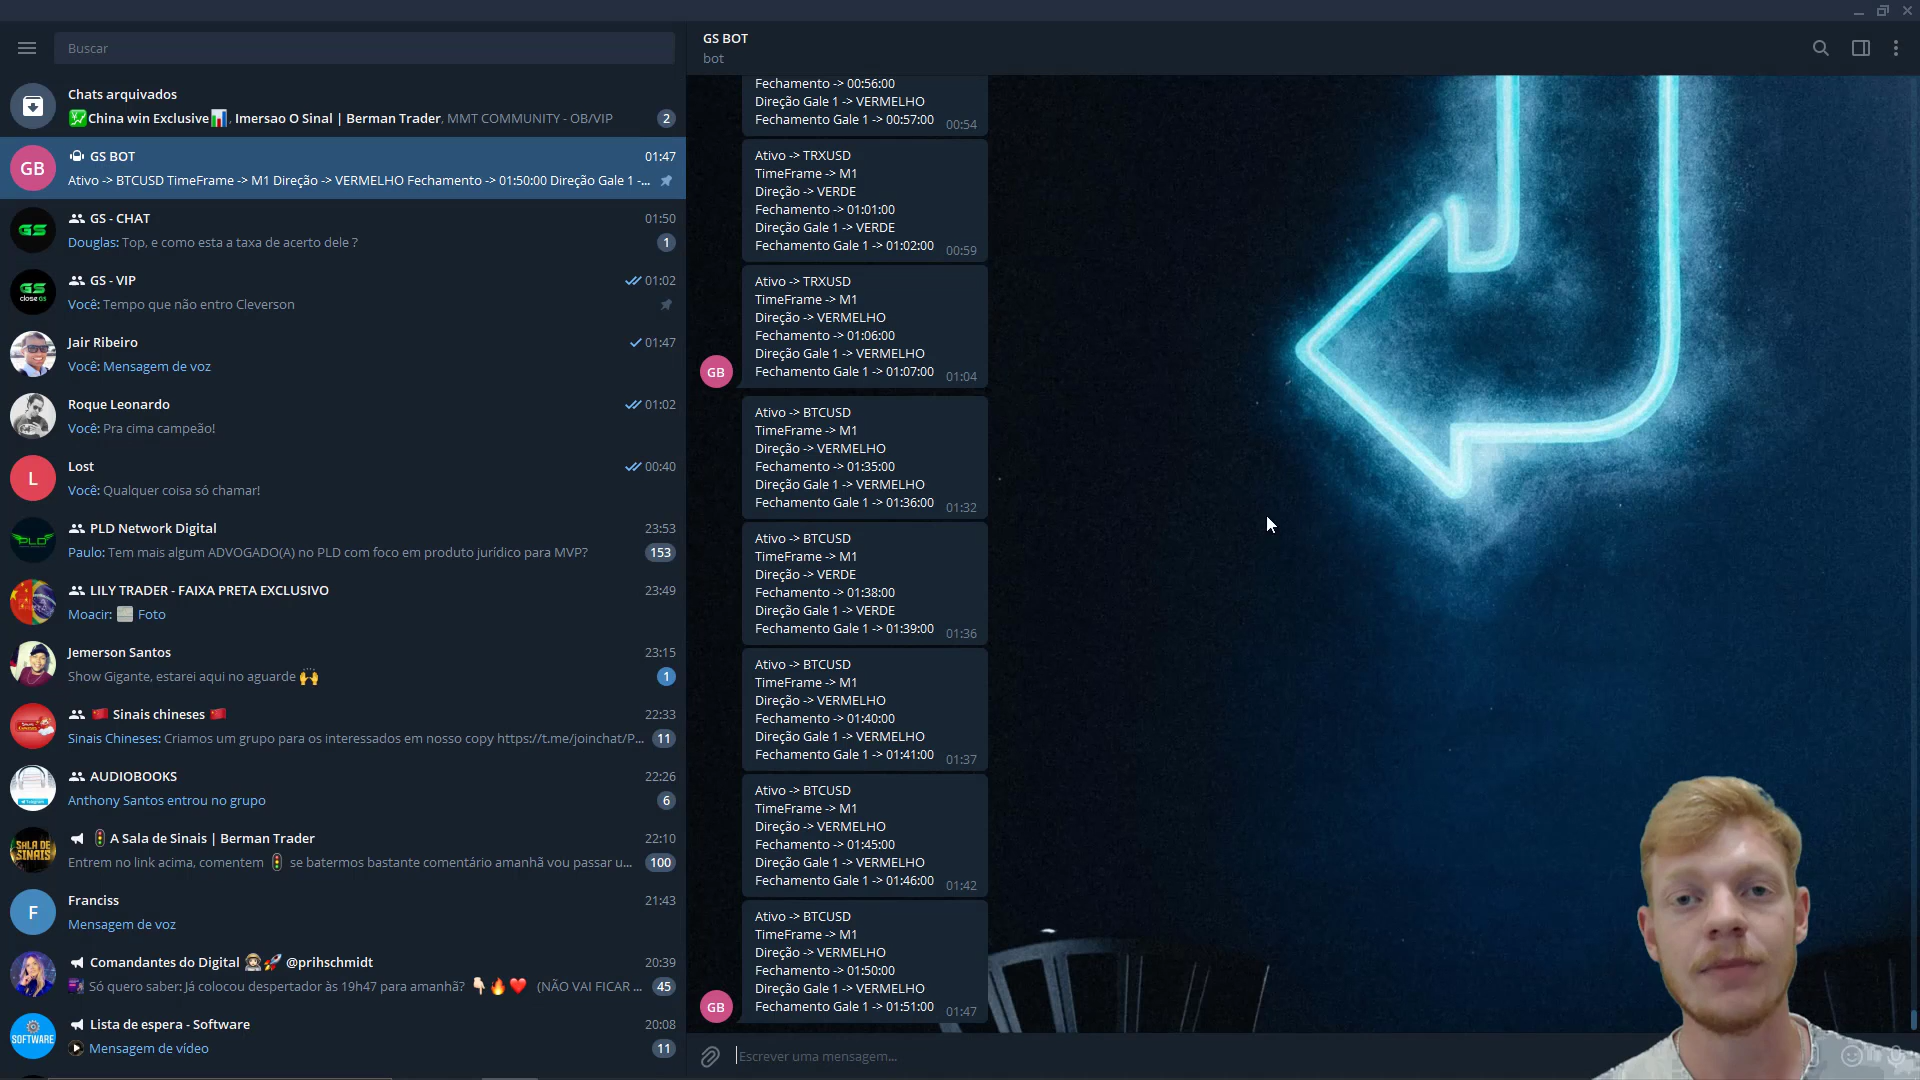 Buscar
Chats arquivados
China win Exclusive, Imersao O Sinal | Berman Trader, MMT COMMUNITY - OB/VIP
2
GB
GS BOT
01:47
Ativo -> BTCUSD TimeFrame -> M1 Direção -> VERMELHO Fechamento -> 01:50:00 Direção Gale 1 -...
GS
GS - CHAT
01:50
Douglas: Top, e como esta a taxa de acerto dele ?
1
GS
close GS
GS - VIP
01:02
Você: Tempo que não entro Cleverson
Jair Ribeiro
01:47
Você: Mensagem de voz
Roque Leonardo
01:02
Você: Pra cima campeão!
L
Lost
00:40
Você: Qualquer coisa só chamar!
PLD
PLD Network Digital
23:53
Paulo: Tem mais algum ADVOGADO(A) no PLD com foco em produto jurídico para MVP?
153
LILY TRADER - FAIXA PRETA EXCLUSIVO
23:49
Moacir: Foto
Jemerson Santos
23:15
Show Gigante, estarei aqui no aguarde
1
Sinais chineses
22:33
Sinais Chineses: Criamos um grupo para os interessados em nosso copy https://t.me/joinchat/P...
11
AUDIOBOOKS
22:26
Anthony Santos entrou no grupo
6
SALA DE
SINAIS
A Sala de Sinais | Berman Trader
22:10
Entrem no link acima, comentem se batermos bastante comentário amanhã vou passar u...
100
F
Franciss
21:43
Mensagem de voz
Comandantes do Digital @prihschmidt
20:39
Só quero saber: Já colocou despertador às 19h47 para amanhã? (NÃO VAI FICAR ...
45
SOFTWARE
Lista de espera - Software
20:08
Mensagem de vídeo
11
GS BOT
bot
Fechamento -> 00:56:00
Direção Gale 1 -> VERMELHO
Fechamento Gale 1 -> 00:57:00
00:54
Ativo -> TRXUSD
TimeFrame -> M1
Direção -> VERDE
Fechamento -> 01:01:00
Direção Gale 1 -> VERDE
Fechamento Gale 1 -> 01:02:00
00:59
Ativo -> TRXUSD
TimeFrame -> M1
Direção -> VERMELHO
Fechamento -> 01:06:00
Direção Gale 1 -> VERMELHO
Fechamento Gale 1 -> 01:07:00
01:04
GB
Ativo -> BTCUSD
TimeFrame -> M1
Direção -> VERMELHO
Fechamento -> 01:35:00
Direção Gale 1 -> VERMELHO
Fechamento Gale 1 -> 01:36:00
01:32
Ativo -> BTCUSD
TimeFrame -> M1
Direção -> VERDE
Fechamento -> 01:38:00
Direção Gale 1 -> VERDE
Fechamento Gale 1 -> 01:39:00
01:36
Ativo -> BTCUSD
TimeFrame -> M1
Direção -> VERMELHO
Fechamento -> 01:40:00
Direção Gale 1 -> VERMELHO
Fechamento Gale 1 -> 01:41:00
01:37
Ativo -> BTCUSD
TimeFrame -> M1
Direção -> VERMELHO
Fechamento -> 01:45:00
Direção Gale 1 -> VERMELHO
Fechamento Gale 1 -> 01:46:00
01:42
Ativo -> BTCUSD
TimeFrame -> M1
Direção -> VERMELHO
Fechamento -> 01:50:00
Direção Gale 1 -> VERMELHO
Fechamento Gale 1 -> 01:51:00
01:47
GB
Escrever uma mensagem...